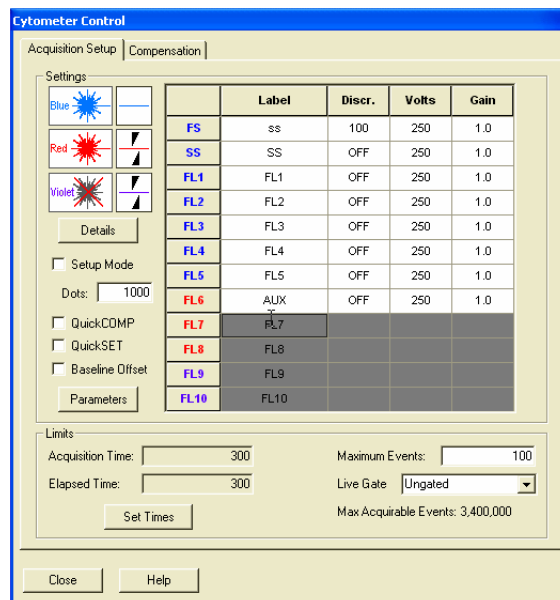 Cytometer Control
Acquisition Setup Compensation
Settings
Blue
Red
Violet
Details
Setup Mode
Dots: 1000
QuickCOMP
QuickSET
Baseline Offset
Parameters
Label Discr. Volts Gain
FS ss 100 250 1.0
SS SS OFF 250 1.0
FL1 FL1 OFF 250 1.0
FL2 FL2 OFF 250 1.0
FL3 FL3 OFF 250 1.0
FL4 FL4 OFF 250 1.0
FL5 FL5 OFF 250 1.0
FL6 AUX OFF 250 1.0
FL7 FL7
FL8 FL8
FL9 FL9
FL10 FL10
Limits
Acquisition Time: 300 Maximum Events: 100
Elapsed Time: 300 Live Gate Ungated
Set Times Max Acquirable Events: 3,400,000
Close Help